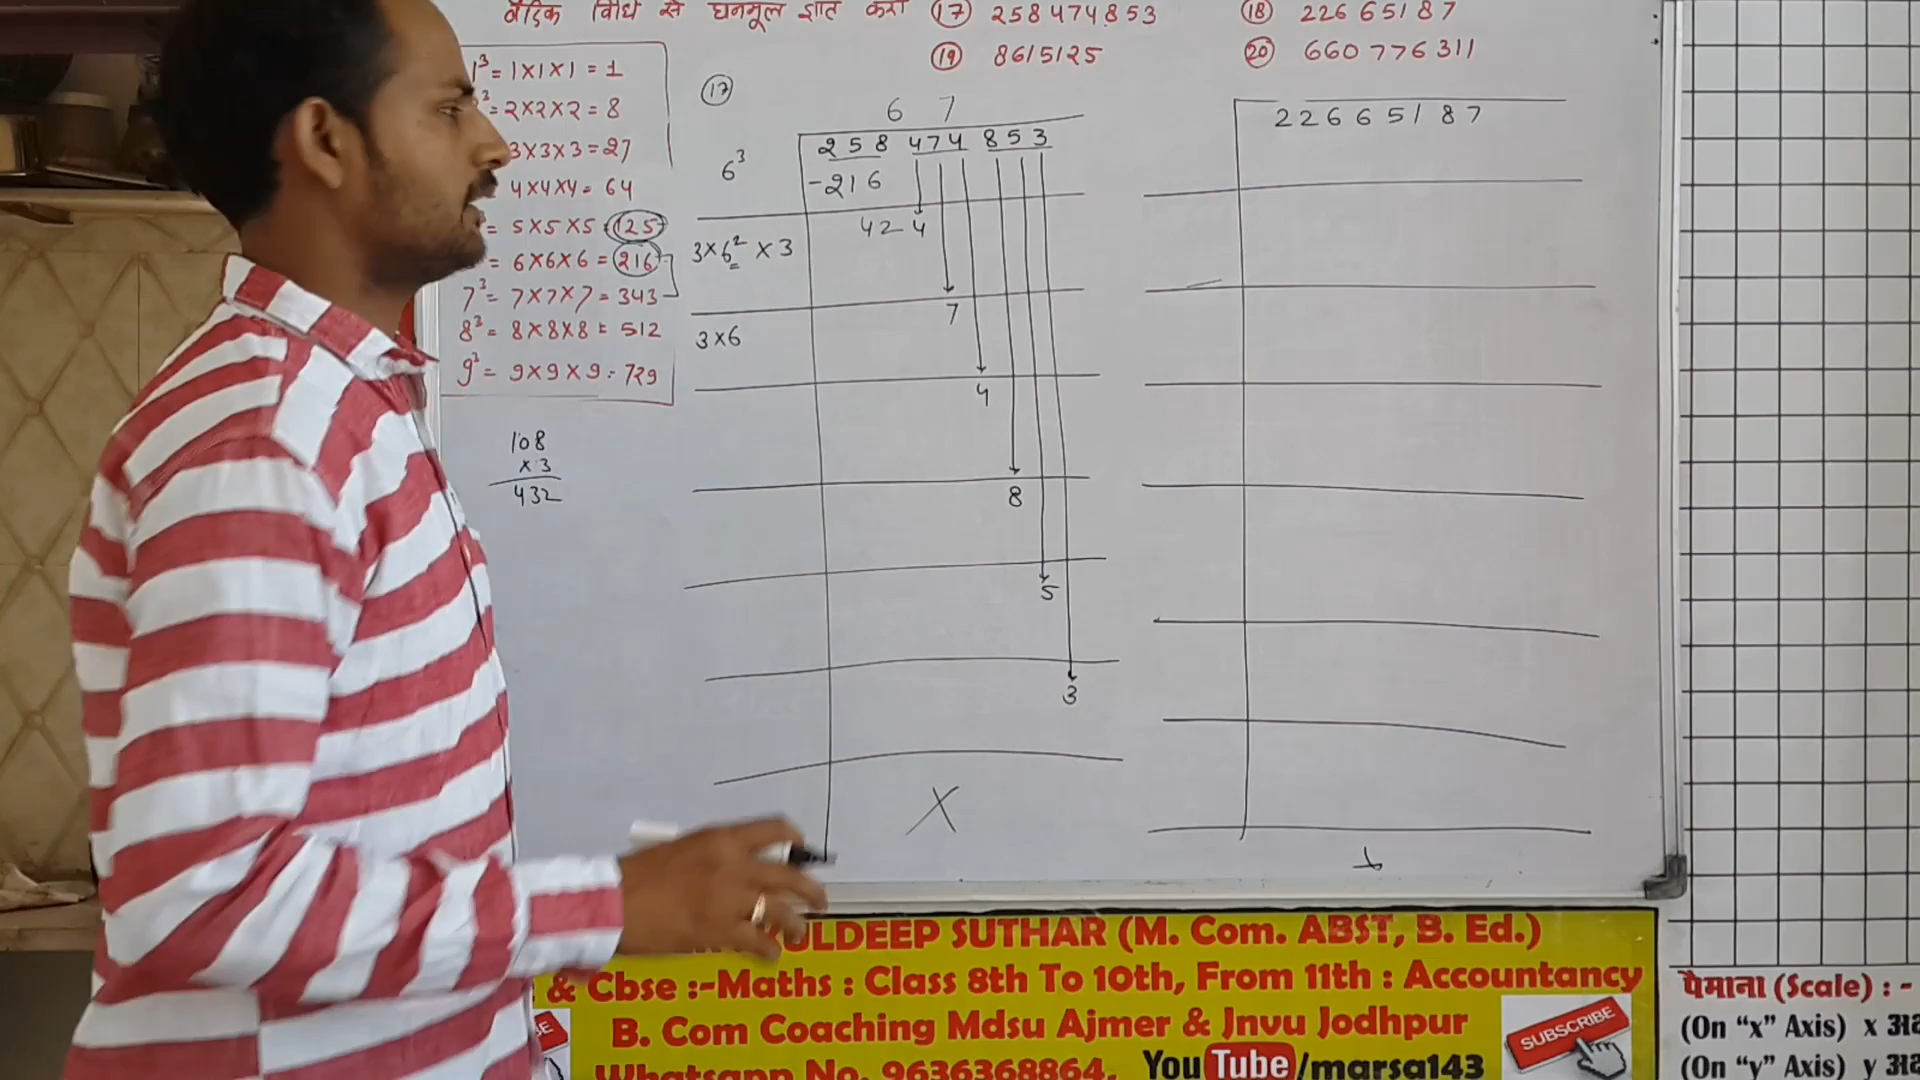 वैदिक विधि से घनमूल ज्ञात करो (17) 258474853 (18) 22665187
(19) 8615125 (20) 660776311
1³ = 1×1×1 = 1
= 2×2×2 = 8
3×3×3 = 27
4×4×4 = 64
= 5×5×5 = 125
= 6×6×6 = 216
7³ = 7×7×7 = 343
8³ = 8×8×8 = 512
9³ = 9×9×9 = 729
108
×3
432
(17)
6 7
6³ 258 474 853
-216
3×6² × 3 424
7
3×6
4
8
5
3
X
22665187
KULDEEP SUTHAR (M. Com. ABST, B. Ed.)
& Cbse :-Maths : Class 8th To 10th, From 11th : Accountancy
B. Com Coaching Mdsu Ajmer & Jnvu Jodhpur
Whatsapp No. 9636368864, YouTube/marsa143
SUBSCRIBE
पैमाना (Scale) : -
(On “x” Axis) x
(On “y” Axis) y